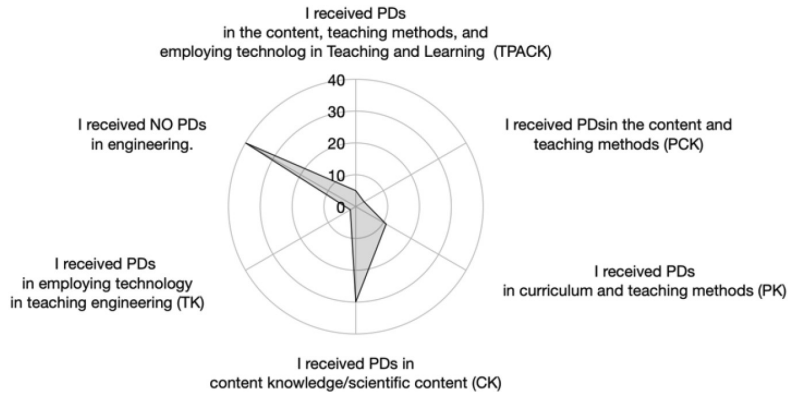 I received PDs
in the content, teaching methods, and
employing technolog in Teaching and Learning (TPACK)
40
30
20
10
0
I received NO PDs
in engineering.
I received PDsin the content and
teaching methods (PCK)
I received PDs
in employing technology
in teaching engineering (TK)
I received PDs
in curriculum and teaching methods (PK)
I received PDs in
content knowledge/scientific content (CK)